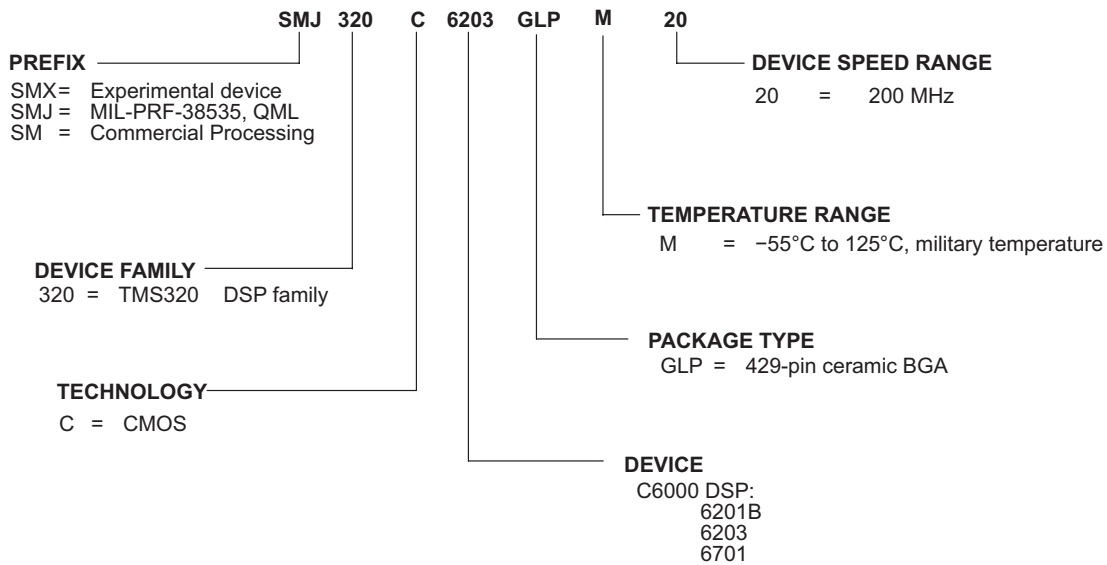 SMJ 320 C 6203 GLP M 20
PREFIX
SMX= Experimental device
SMJ = MIL-PRF-38535, QML
SM = Commercial Processing
DEVICE SPEED RANGE
20 = 200 MHz
TEMPERATURE RANGE
M = −55°C to 125°C, military temperature
DEVICE FAMILY
320 = TMS320 DSP family
PACKAGE TYPE
GLP = 429-pin ceramic BGA
TECHNOLOGY
C = CMOS
DEVICE
C6000 DSP:
6201B
6203
6701